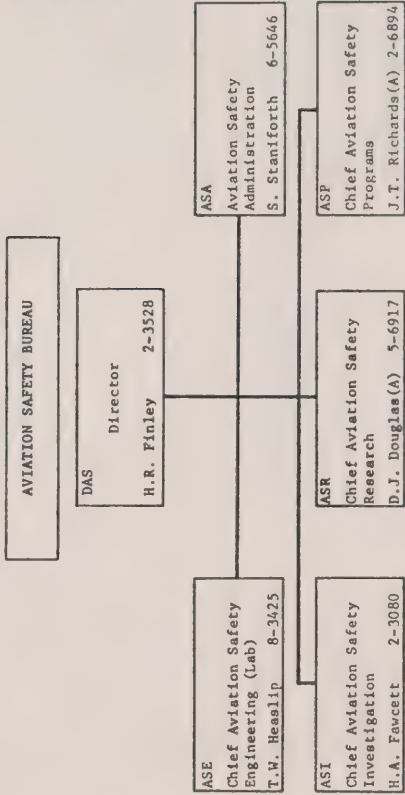 AVIATION SAFETY BUREAU
DAS
Director
H.R. Finley 2-3528
ASE
Chief Aviation Safety
Engineering (Lab)
T.W. Heaslip 8-3425
ASA
Aviation Safety
Administration
S. Staniforth 6-5646
ASI
Chief Aviation Safety
Investigation
H.A. Fawcett 2-3080
ASR
Chief Aviation Safety
Research
D.J. Douglas(A) 5-6917
ASP
Chief Aviation Safety
Programs
J.T. Richards(A) 2-6894